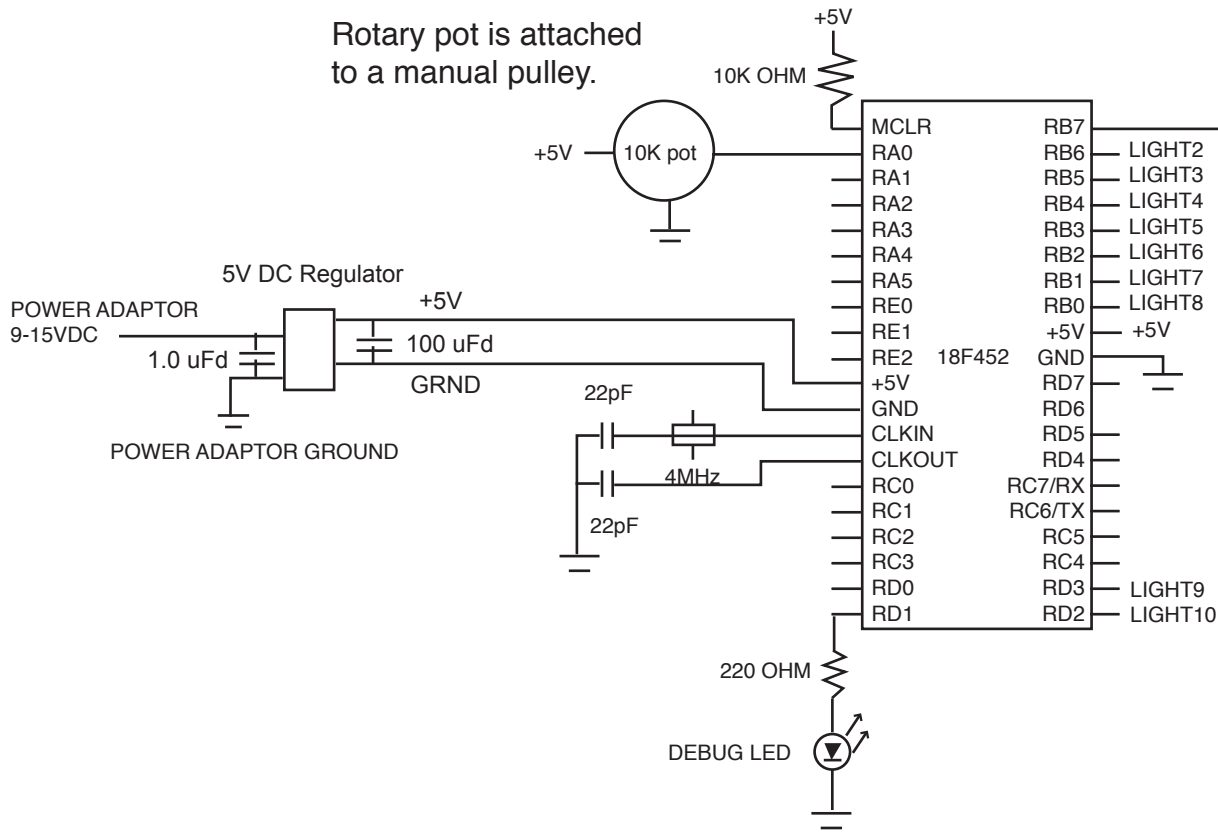 Rotary pot is attached
to a manual pulley.
+5V
10K OHM
+5V
10K pot
MCLR
RA0
RA1
RA2
RA3
RA4
RA5
RE0
RE1
RE2
+5V
GND
CLKIN
CLKOUT
RC0
RC1
RC2
RC3
RD0
RD1
18F452
RB7
RB6
RB5
RB4
RB3
RB2
RB1
RB0
+5V
GND
RD7
RD6
RD5
RD4
RC7/RX
RC6/TX
RC5
RC4
RD3
RD2
LIGHT2
LIGHT3
LIGHT4
LIGHT5
LIGHT6
LIGHT7
LIGHT8
+5V
LIGHT9
LIGHT10
5V DC Regulator
POWER ADAPTOR
9-15VDC
+5V
1.0 uFd
100 uFd
GRND
POWER ADAPTOR GROUND
22pF
4MHz
22pF
220 OHM
DEBUG LED